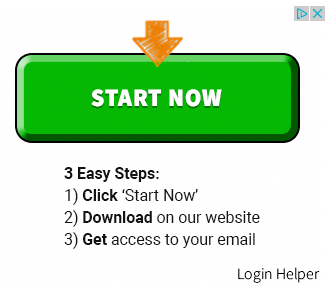 START NOW
3 Easy Steps:
1) Click ‘Start Now’
2) Download on our website
3) Get access to your email
Login Helper